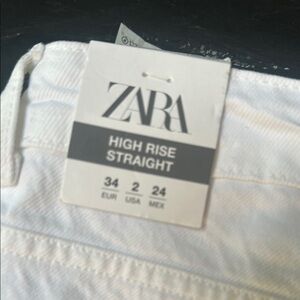 ZARA
HIGH RISE
STRAIGHT
34 2 24
EUR USA MEX